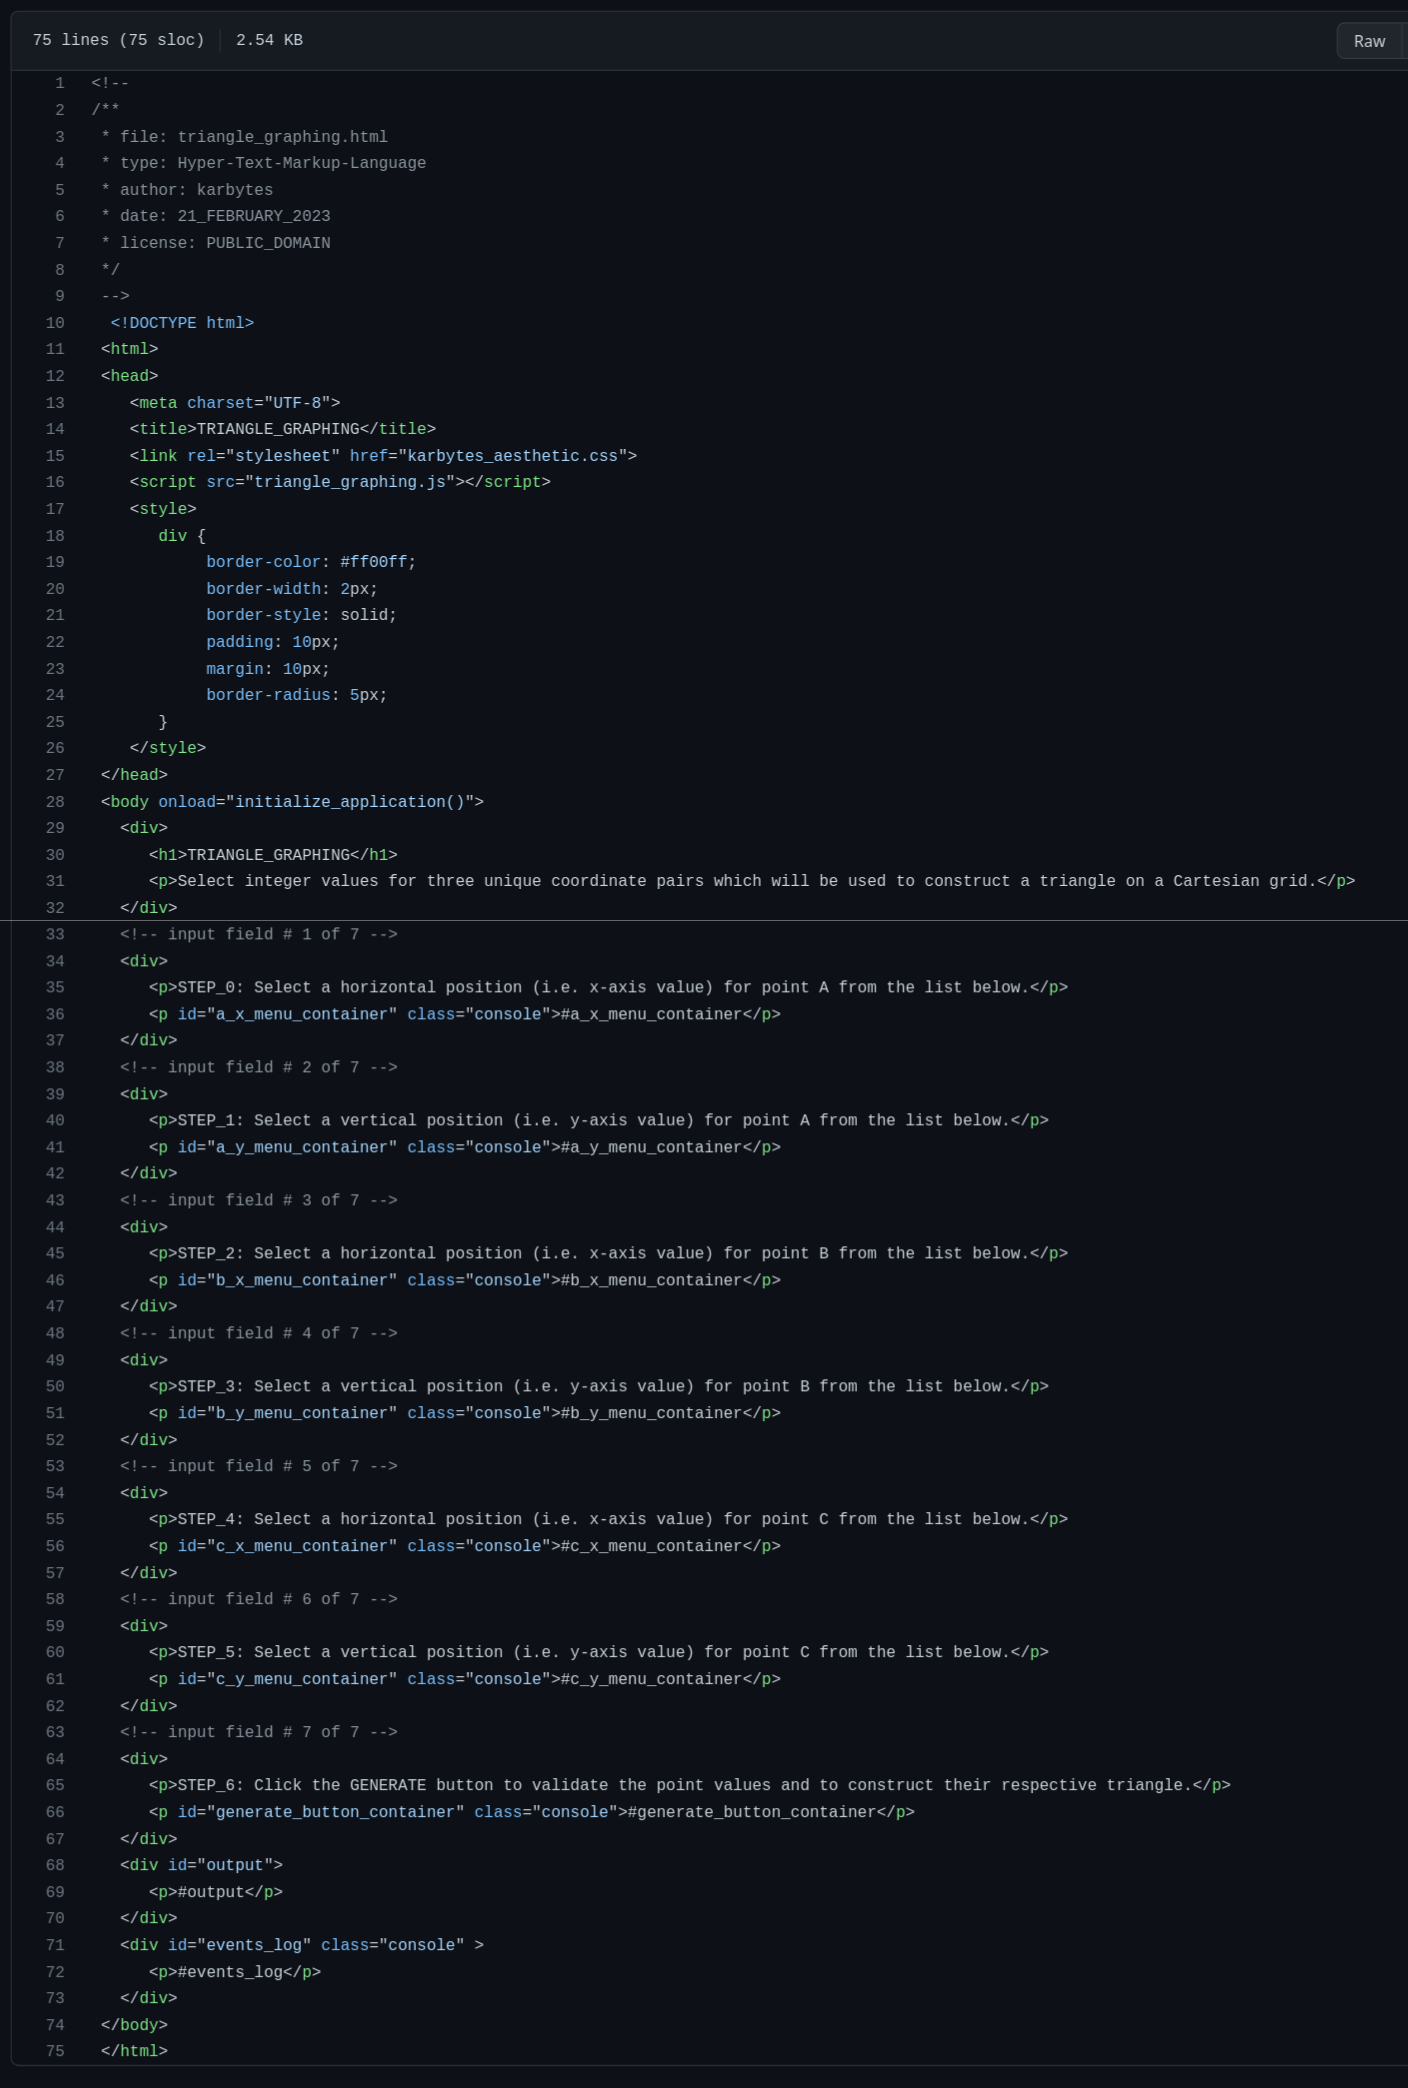 75 lines (75 sloc) 2.54 KB Raw
1 <!--
2 /**
3  * file: triangle_graphing.html
4  * type: Hyper-Text-Markup-Language
5  * author: karbytes
6  * date: 21_FEBRUARY_2023
7  * license: PUBLIC_DOMAIN
8  */
9  -->
10   <!DOCTYPE html>
11  <html>
12  <head>
13     <meta charset="UTF-8">
14     <title>TRIANGLE_GRAPHING</title>
15     <link rel="stylesheet" href="karbytes_aesthetic.css">
16     <script src="triangle_graphing.js"></script>
17     <style>
18        div {
19             border-color: #ff00ff;
20             border-width: 2px;
21             border-style: solid;
22             padding: 10px;
23             margin: 10px;
24             border-radius: 5px;
25        }
26     </style>
27  </head>
28  <body onload="initialize_application()">
29    <div>
30       <h1>TRIANGLE_GRAPHING</h1>
31       <p>Select integer values for three unique coordinate pairs which will be used to construct a triangle on a Cartesian grid.</p>
32    </div>
33    <!-- input field # 1 of 7 -->
34    <div>
35       <p>STEP_0: Select a horizontal position (i.e. x-axis value) for point A from the list below.</p>
36       <p id="a_x_menu_container" class="console">#a_x_menu_container</p>
37    </div>
38    <!-- input field # 2 of 7 -->
39    <div>
40       <p>STEP_1: Select a vertical position (i.e. y-axis value) for point A from the list below.</p>
41       <p id="a_y_menu_container" class="console">#a_y_menu_container</p>
42    </div>
43    <!-- input field # 3 of 7 -->
44    <div>
45       <p>STEP_2: Select a horizontal position (i.e. x-axis value) for point B from the list below.</p>
46       <p id="b_x_menu_container" class="console">#b_x_menu_container</p>
47    </div>
48    <!-- input field # 4 of 7 -->
49    <div>
50       <p>STEP_3: Select a vertical position (i.e. y-axis value) for point B from the list below.</p>
51       <p id="b_y_menu_container" class="console">#b_y_menu_container</p>
52    </div>
53    <!-- input field # 5 of 7 -->
54    <div>
55       <p>STEP_4: Select a horizontal position (i.e. x-axis value) for point C from the list below.</p>
56       <p id="c_x_menu_container" class="console">#c_x_menu_container</p>
57    </div>
58    <!-- input field # 6 of 7 -->
59    <div>
60       <p>STEP_5: Select a vertical position (i.e. y-axis value) for point C from the list below.</p>
61       <p id="c_y_menu_container" class="console">#c_y_menu_container</p>
62    </div>
63    <!-- input field # 7 of 7 -->
64    <div>
65       <p>STEP_6: Click the GENERATE button to validate the point values and to construct their respective triangle.</p>
66       <p id="generate_button_container" class="console">#generate_button_container</p>
67    </div>
68    <div id="output">
69       <p>#output</p>
70    </div>
71    <div id="events_log" class="console" >
72       <p>#events_log</p>
73    </div>
74  </body>
75  </html>